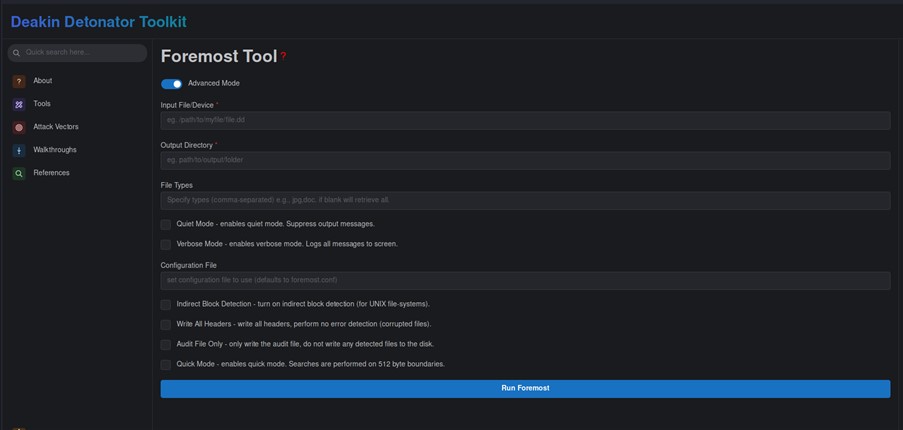 Deakin Detonator Toolkit
Quick search here...
? About
Tools
Attack Vectors
Walkthroughs
References
Foremost Tool ?
Advanced Mode
Input File/Device *
eg. /path/to/myfile/file.dd
Output Directory *
eg. path/to/output/folder
File Types
Specify types (comma-separated) e.g., jpg,doc. if blank will retrieve all.
Quiet Mode - enables quiet mode. Suppress output messages.
Verbose Mode - enables verbose mode. Logs all messages to screen.
Configuration File
set configuration file to use (defaults to foremost.conf)
Indirect Block Detection - turn on indirect block detection (for UNIX file-systems).
Write All Headers - write all headers, perform no error detection (corrupted files).
Audit File Only - only write the audit file, do not write any detected files to the disk.
Quick Mode - enables quick mode. Searches are performed on 512 byte boundaries.
Run Foremost